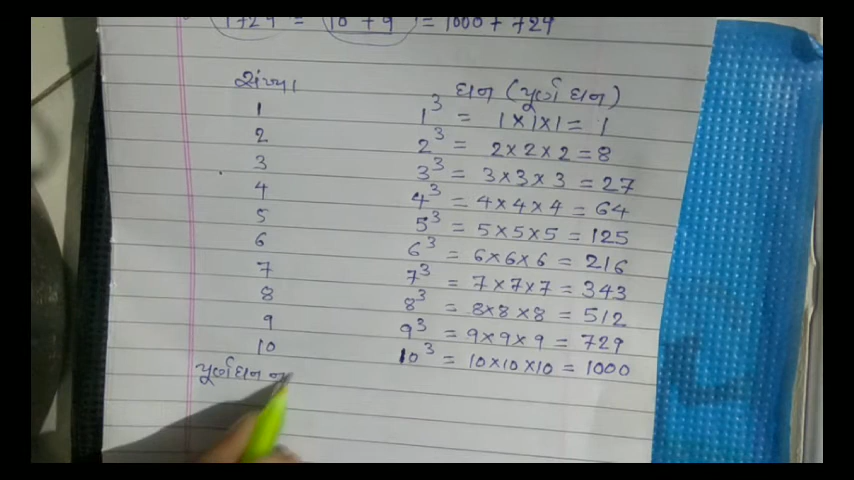 1729 = 10 + 9 = 1000 + 729
સંખ્યા ઘન (પૂર્ણ ઘન)
1 1³ = 1×1×1 = 1
2 2³ = 2×2×2 = 8
3 3³ = 3×3×3 = 27
4 4³ = 4×4×4 = 64
5 5³ = 5×5×5 = 125
6 6³ = 6×6×6 = 216
7 7³ = 7×7×7 = 343
8 8³ = 8×8×8 = 512
9 9³ = 9×9×9 = 729
10 10³ = 10×10×10 = 1000
પૂર્ણઘન